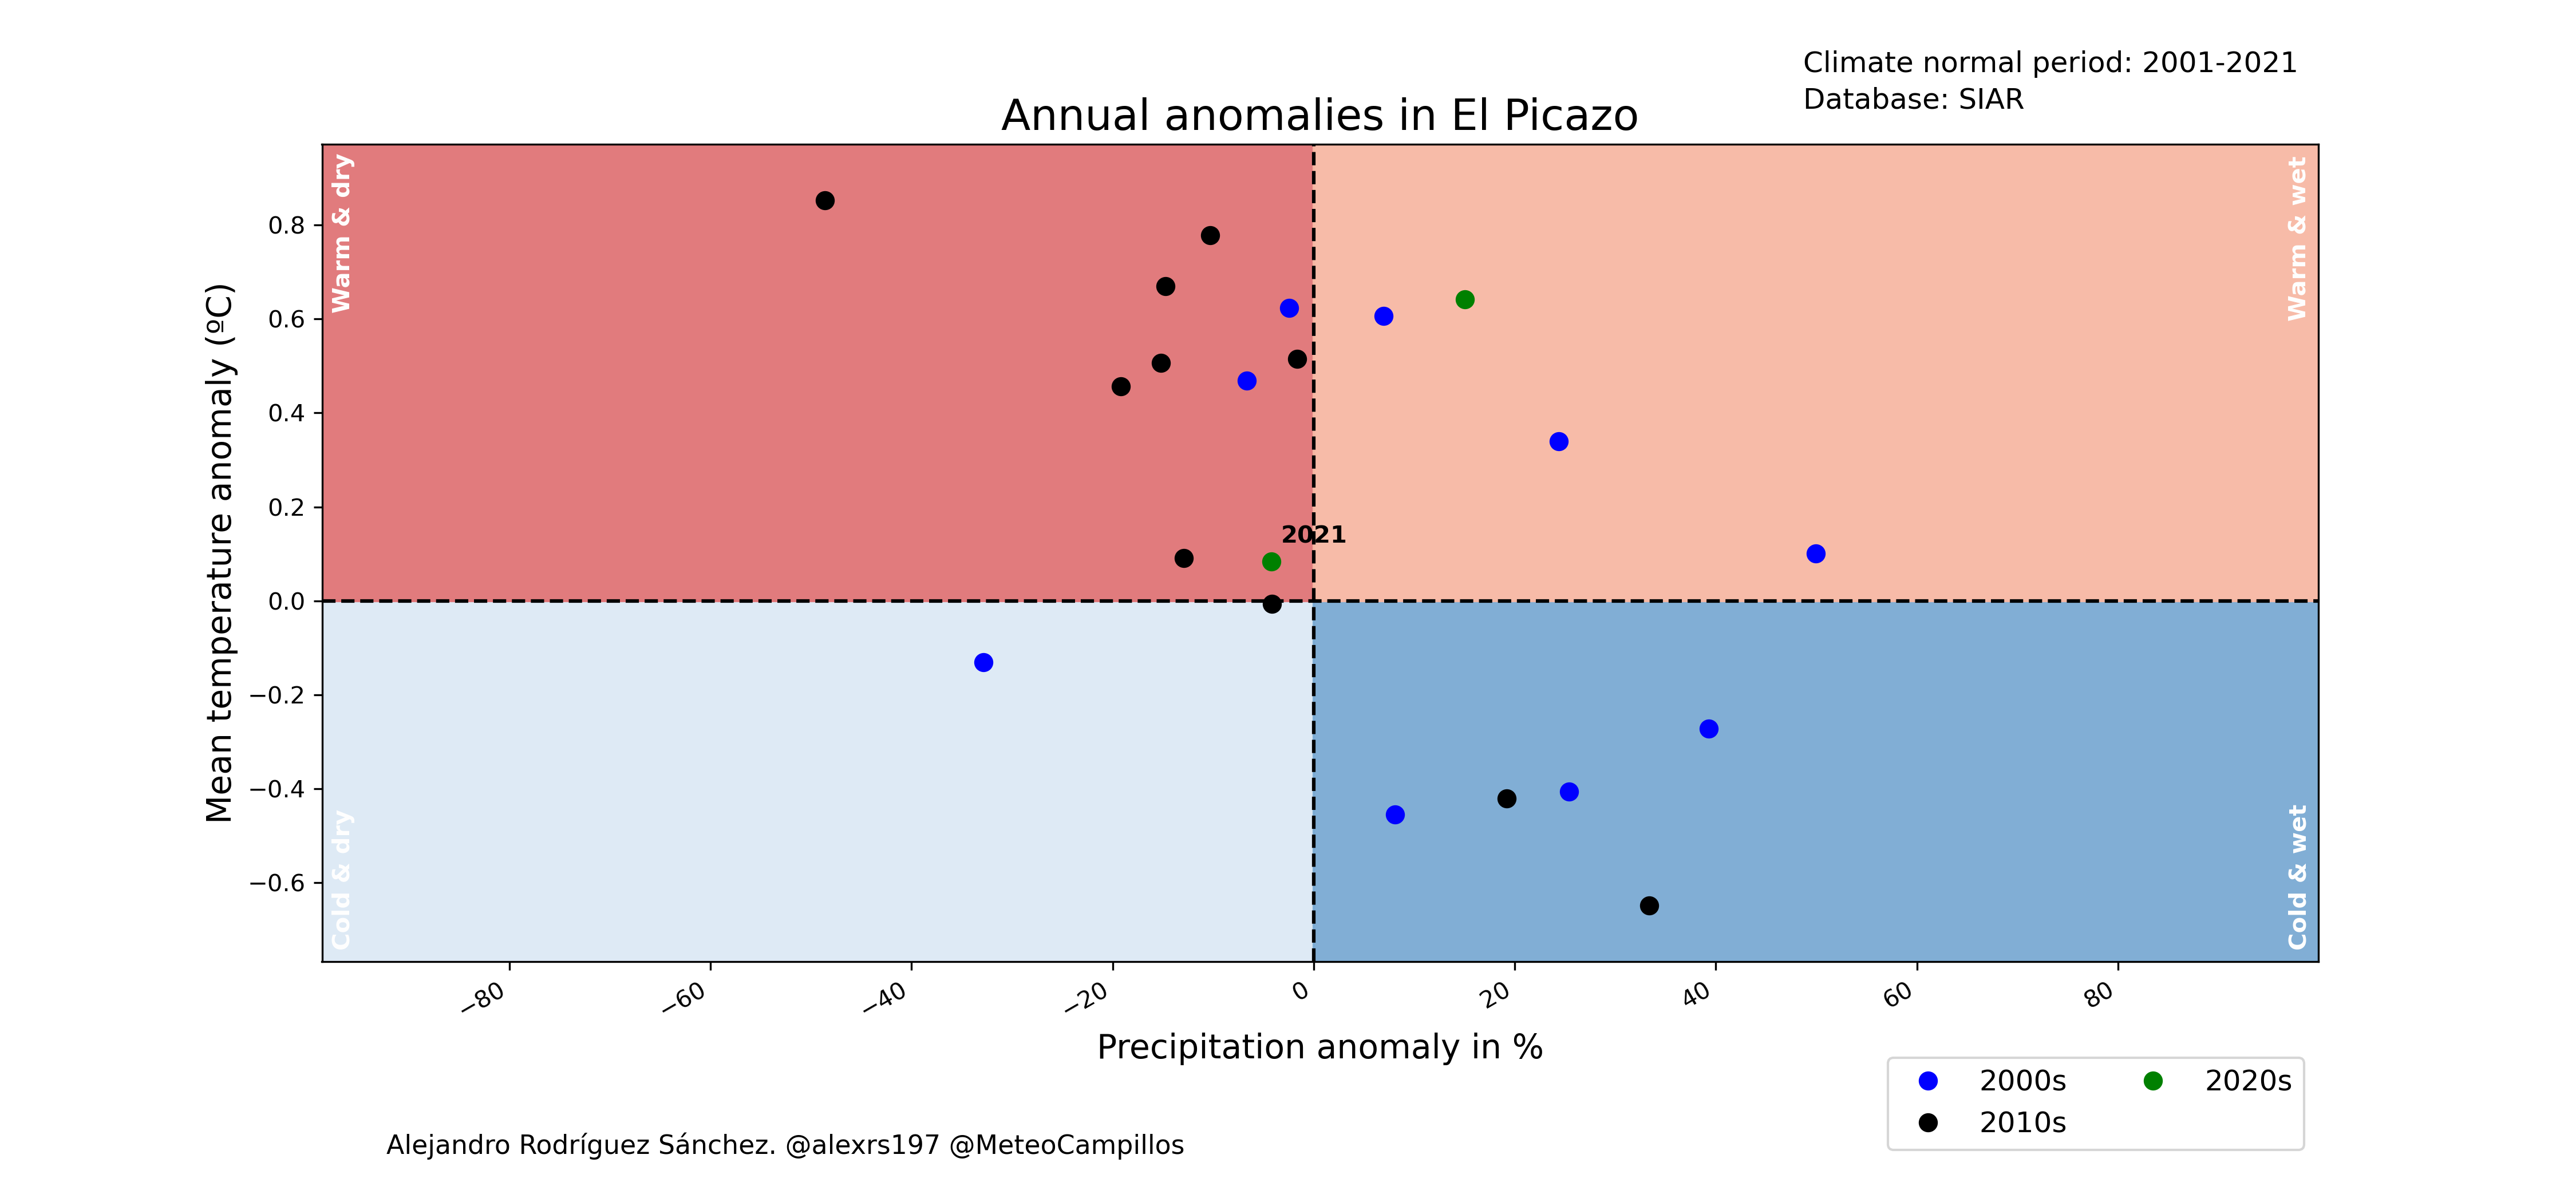 Climate normal period: 2001-2021
Database: SIAR
Annual anomalies in El Picazo
Warm & dry
Warm & wet
Mean temperature anomaly (ºC)
0.8
0.6
0.4
0.2
0.0
−0.2
−0.4
−0.6
2021
Cold & dry
Cold & wet
−80
−60
−40
−20
0
20
40
60
80
Precipitation anomaly in %
2000s
2020s
2010s
Alejandro Rodríguez Sánchez. @alexrs197 @MeteoCampillos